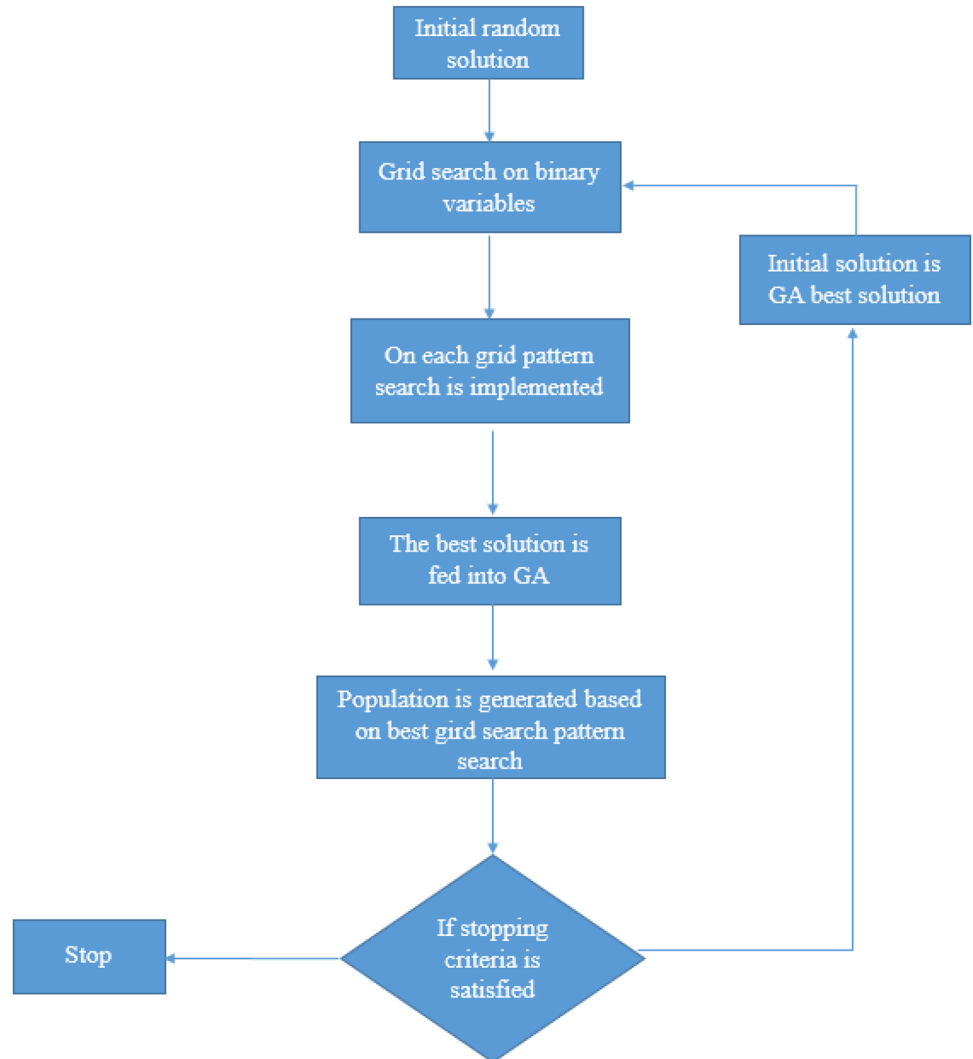 Initial random
solution
Grid search on binary
variables
Initial solution is
GA best solution
On each grid pattern
search is implemented
The best solution is
fed into GA
Population is generated based
on best gird search pattern
search
If stopping
criteria is
satisfied
Stop